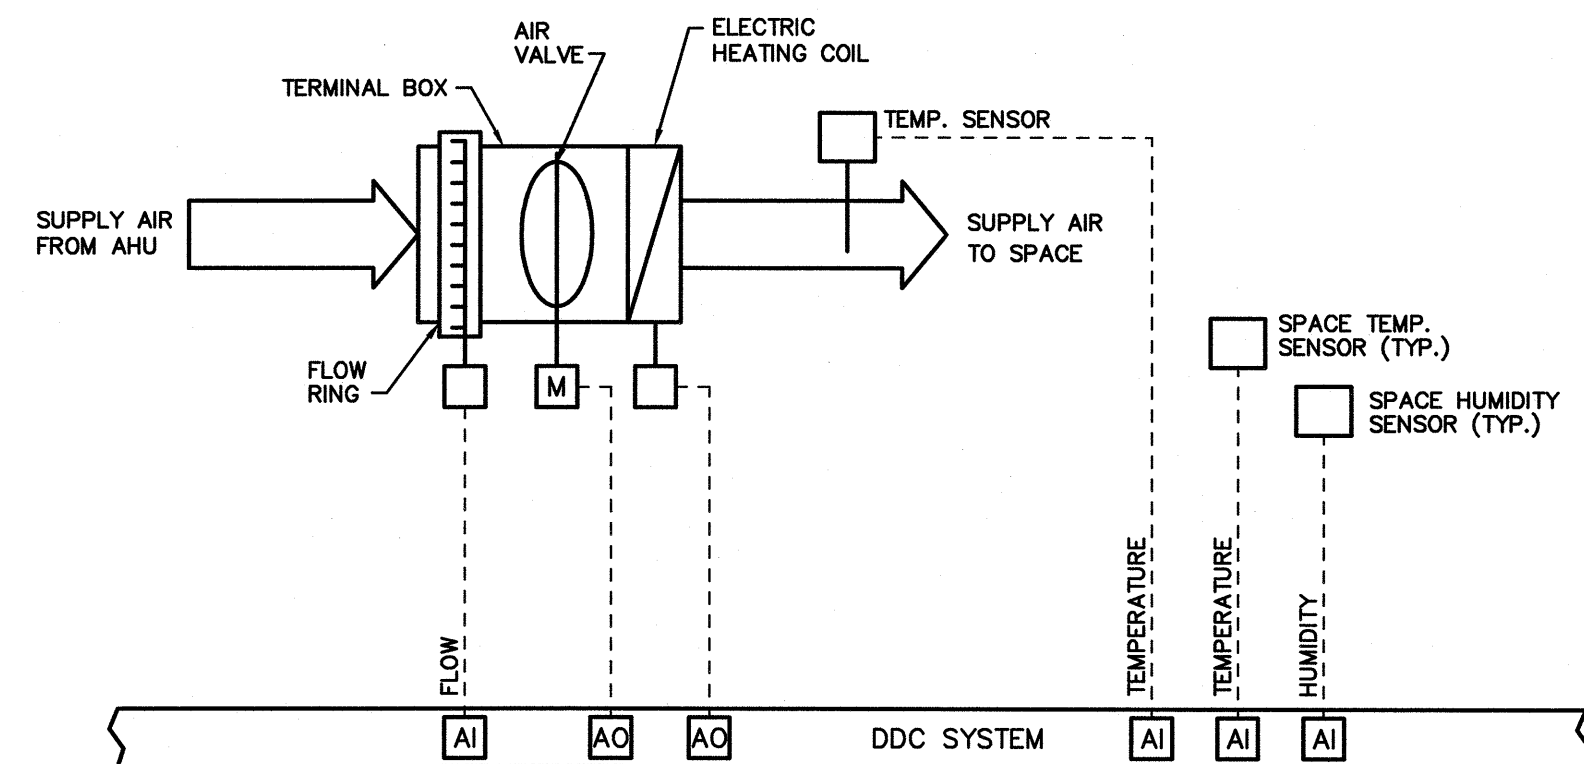 AIR
VALVE
ELECTRIC
HEATING COIL
TERMINAL BOX
TEMP. SENSOR
SUPPLY AIR
FROM AHU
SUPPLY AIR
TO SPACE
SPACE TEMP.
SENSOR (TYP.)
FLOW
RING
M
SPACE HUMIDITY
SENSOR (TYP.)
FLOW
TEMPERATURE
TEMPERATURE
HUMIDITY
AI
AO
AO
DDC SYSTEM
AI
AI
AI